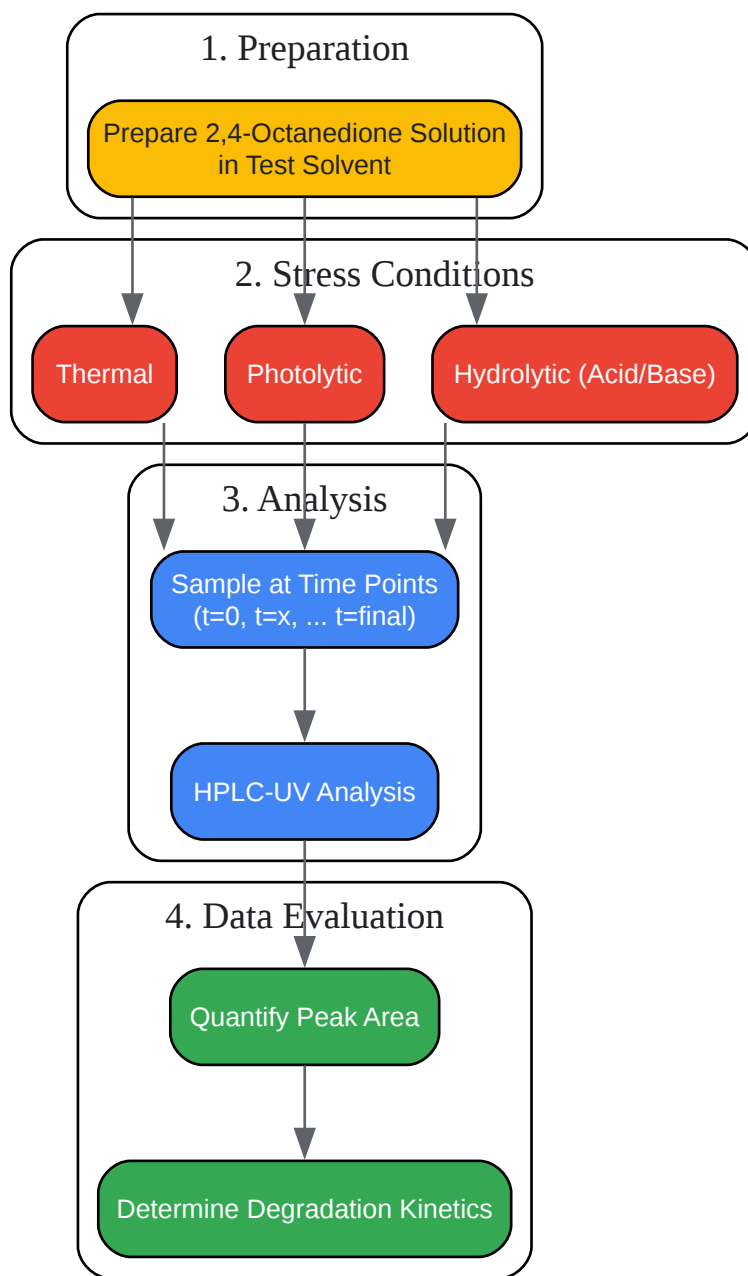 1. Preparation
Prepare 2,4-Octanedione Solution
in Test Solvent
2. Stress Conditions
Thermal
Photolytic
Hydrolytic (Acid/Base)
3. Analysis
Sample at Time Points
(t=0, t=x, ... t=final)
HPLC-UV Analysis
4. Data Evaluation
Quantify Peak Area
Determine Degradation Kinetics